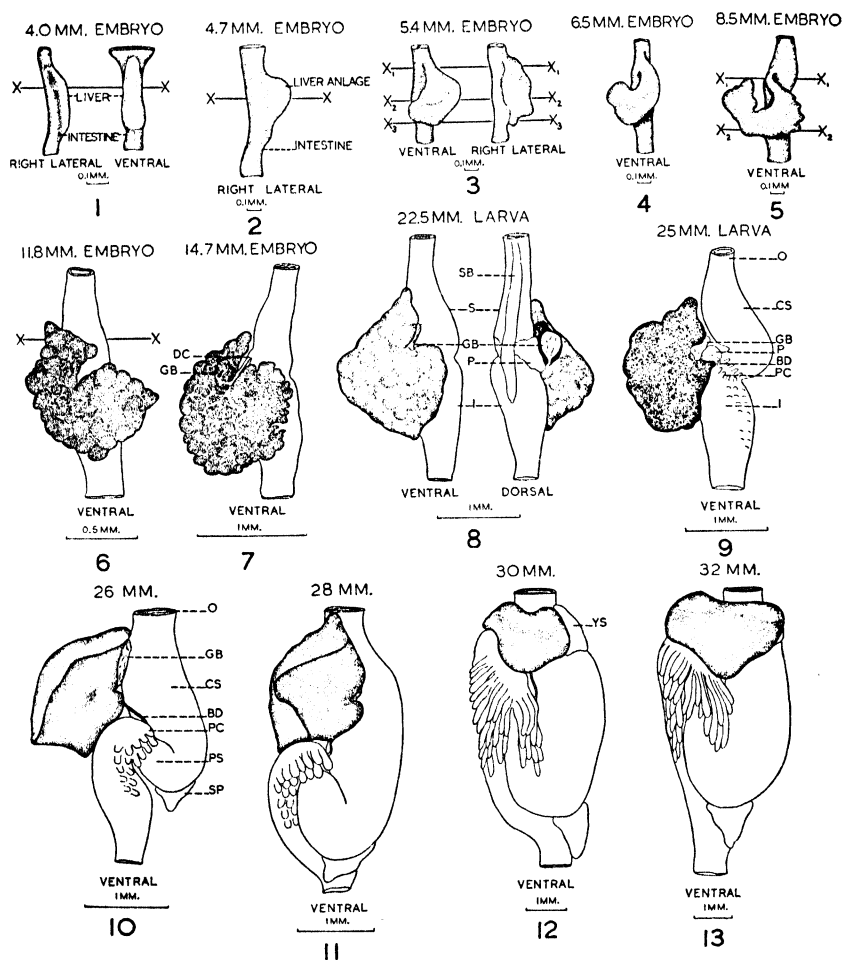 4.0 MM. EMBRYO
X X
LIVER
INTESTINE
RIGHT LATERAL VENTRAL
0.1MM.
1
4.7 MM. EMBRYO
LIVER ANLAGE
X X
INTESTINE
RIGHT LATERAL
0.1MM.
2
5.4 MM. EMBRYO
X₁ X₁
X₂ X₂
X₃ X₃
VENTRAL RIGHT LATERAL
0.1MM.
3
6.5 MM. EMBRYO
VENTRAL
0.1MM.
4
8.5 MM. EMBRYO
X₁ X₁
X₂ X₂
VENTRAL
0.1MM
5
11.8 MM. EMBRYO
X X
VENTRAL
0.5 MM.
6
14.7 MM. EMBRYO
DC
GB
VENTRAL
1MM.
7
22.5 MM. LARVA
SB
S
GB
P
I
VENTRAL DORSAL
1MM.
8
25 MM. LARVA
O
CS
GB
P
BD
PC
I
VENTRAL
1MM.
9
26 MM.
O
GB
CS
BD
PC
PS
SP
VENTRAL
1MM.
10
28 MM.
VENTRAL
1MM.
11
30 MM.
YS
VENTRAL
1MM.
12
32 MM.
VENTRAL
1MM.
13